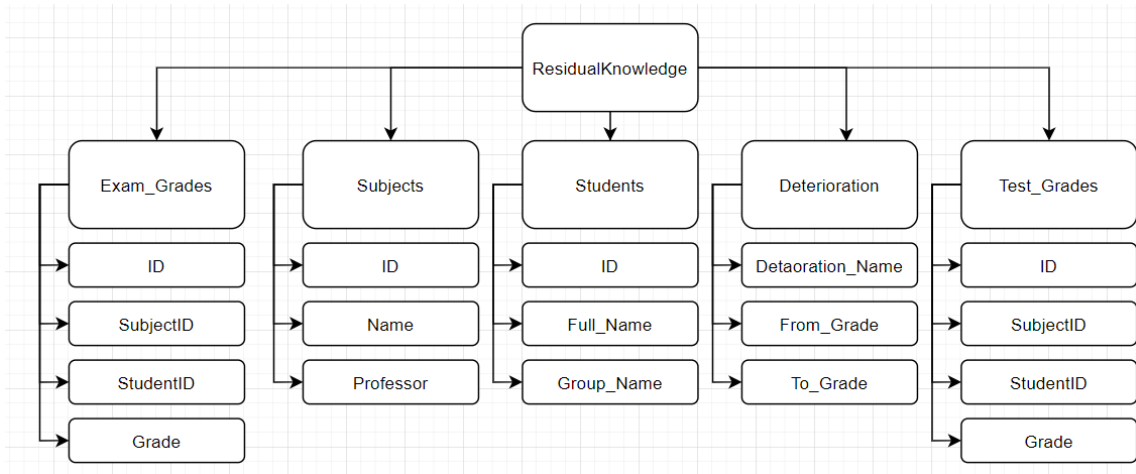 ResidualKnowledge
Exam_Grades
Subjects
Students
Deterioration
Test_Grades
ID
ID
ID
Detaoration_Name
ID
SubjectID
Name
Full_Name
From_Grade
SubjectID
StudentID
Professor
Group_Name
To_Grade
StudentID
Grade
Grade